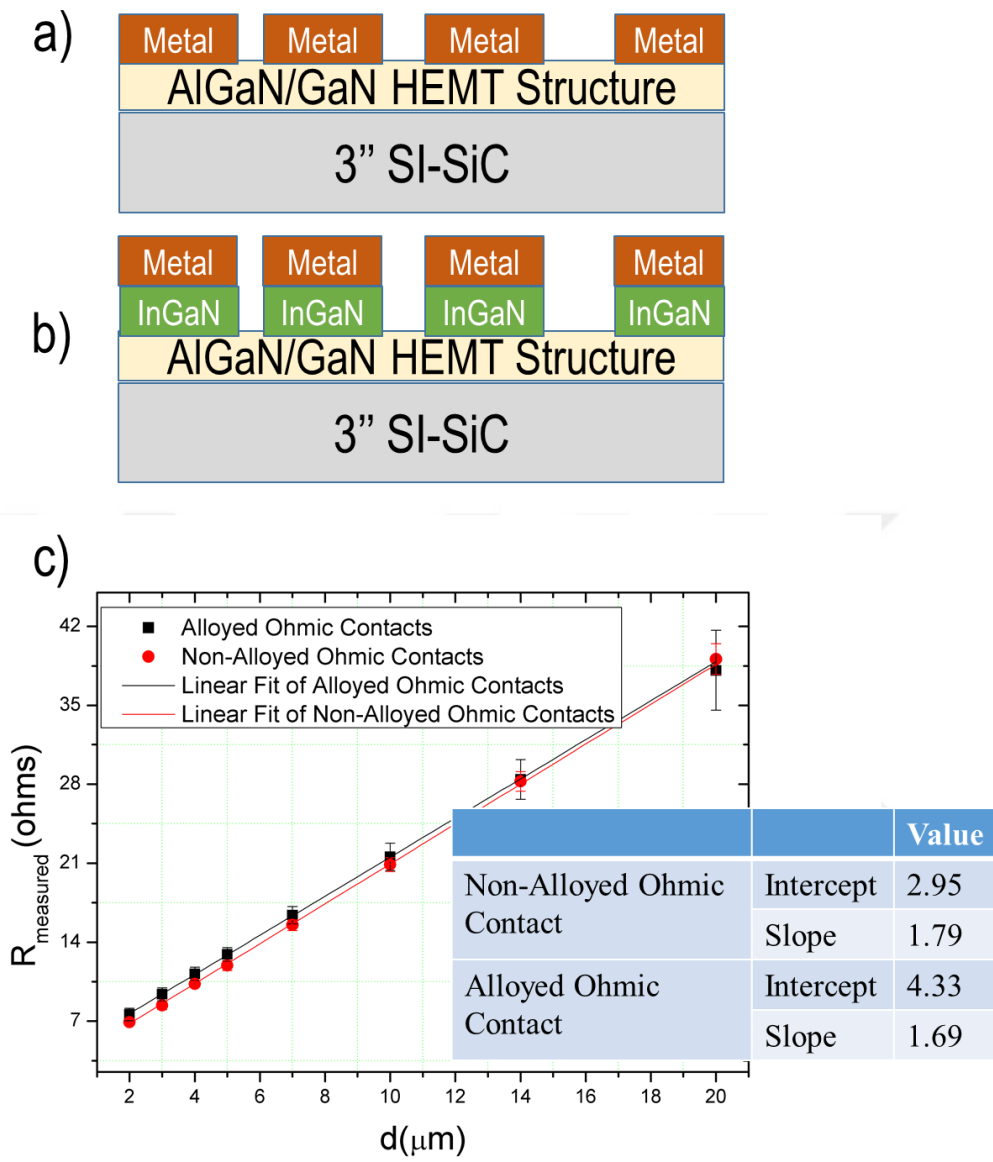 a)
Metal Metal Metal Metal
AlGaN/GaN HEMT Structure
3’’ SI-SiC
b)
Metal Metal Metal Metal
InGaN InGaN InGaN InGaN
AlGaN/GaN HEMT Structure
3’’ SI-SiC
c)
Alloyed Ohmic Contacts
Non-Alloyed Ohmic Contacts
Linear Fit of Alloyed Ohmic Contacts
Linear Fit of Non-Alloyed Ohmic Contacts
42
35
28
21
14
7
Rmeasured (ohms)
2 4 6 8 10 12 14 16 18 20
d(μm)
Value
Non-Alloyed Ohmic Intercept 2.95
Contact Slope 1.79
Alloyed Ohmic Intercept 4.33
Contact Slope 1.69